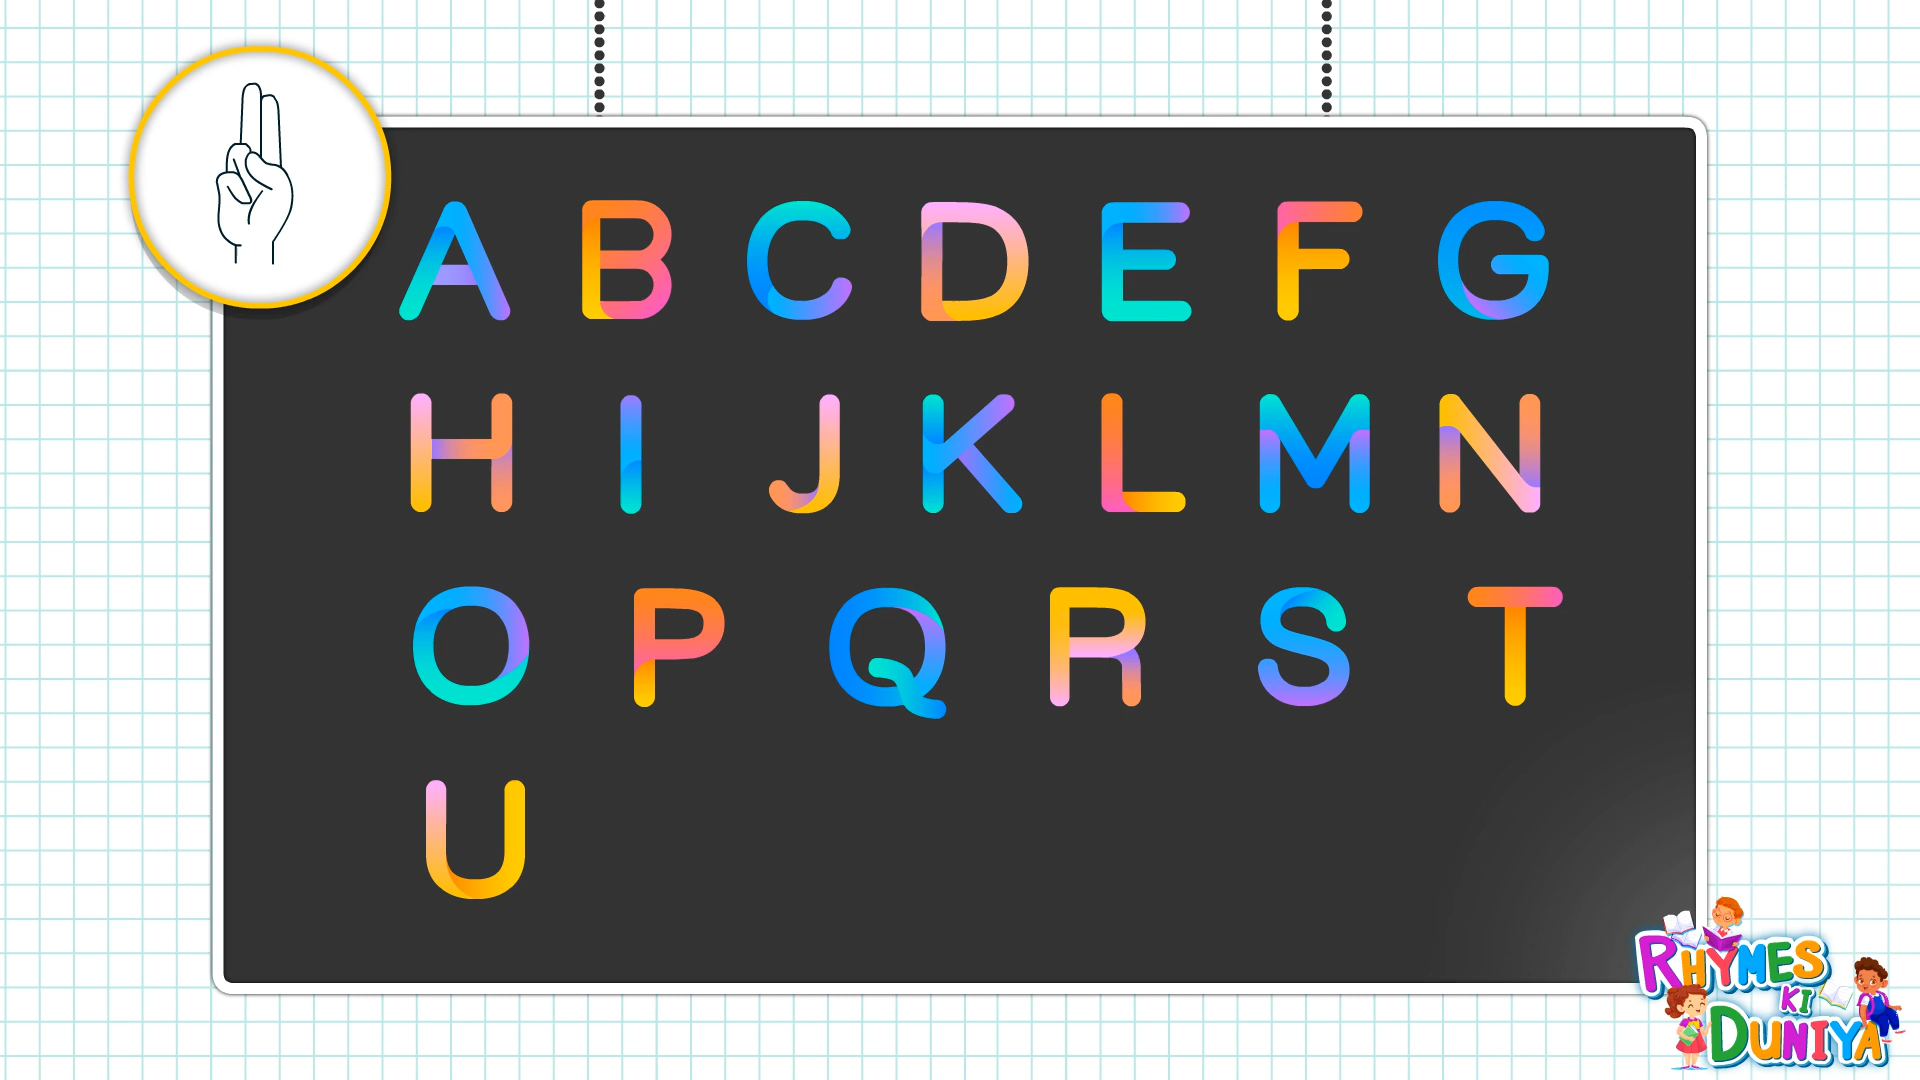 A B C D E F G
H I J K L M N
O P Q R S T
U
RHYMES
KI
DUNIYA